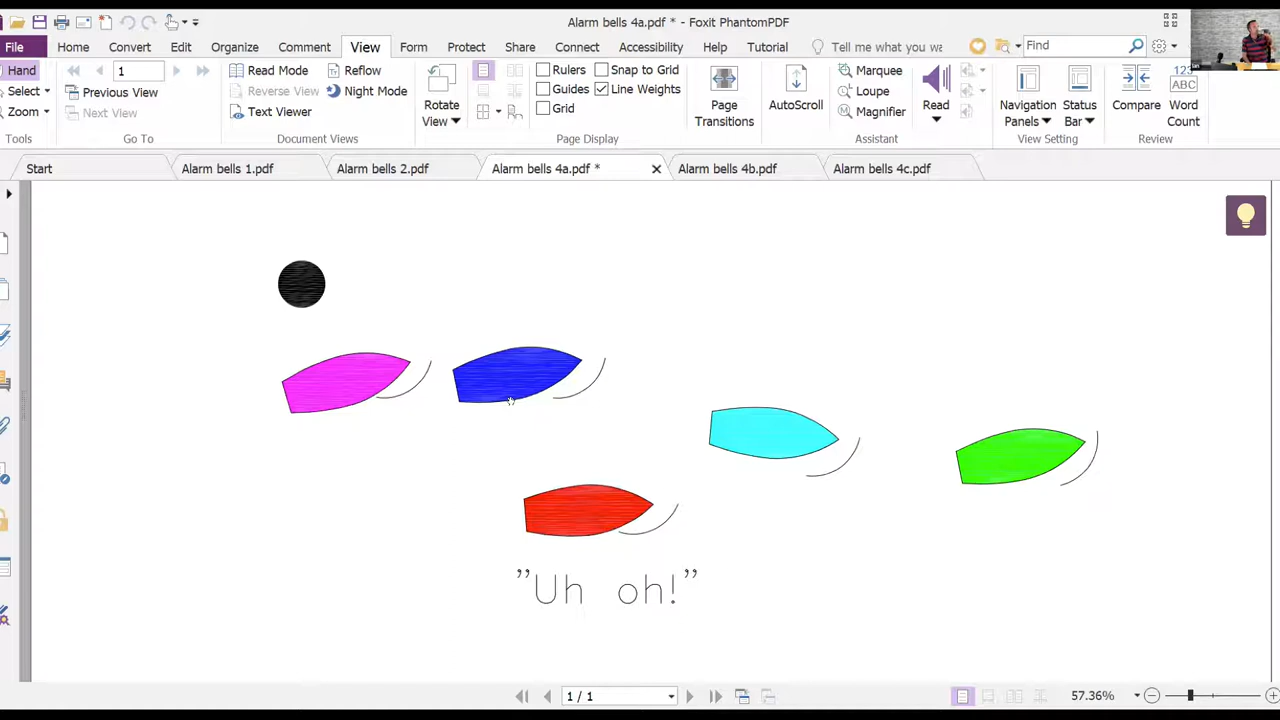 Alarm bells 4a.pdf * - Foxit PhantomPDF
File Home Convert Edit Organize Comment View Form Protect Share Connect Accessibility Help Tutorial Tell me what you wa Find
Hand 1 Read Mode Reflow Rulers Snap to Grid Marquee 123
Select Previous View Reverse View Night Mode Guides Line Weights Loupe ABC
Zoom Next View Text Viewer Rotate View Grid Page Transitions AutoScroll Magnifier Read Navigation Panels Status Bar Compare Word Count
Tools Go To Document Views Page Display Assistant View Setting Review
Start Alarm bells 1.pdf Alarm bells 2.pdf Alarm bells 4a.pdf * Alarm bells 4b.pdf Alarm bells 4c.pdf
”Uh oh!”
1 / 1 57.36%